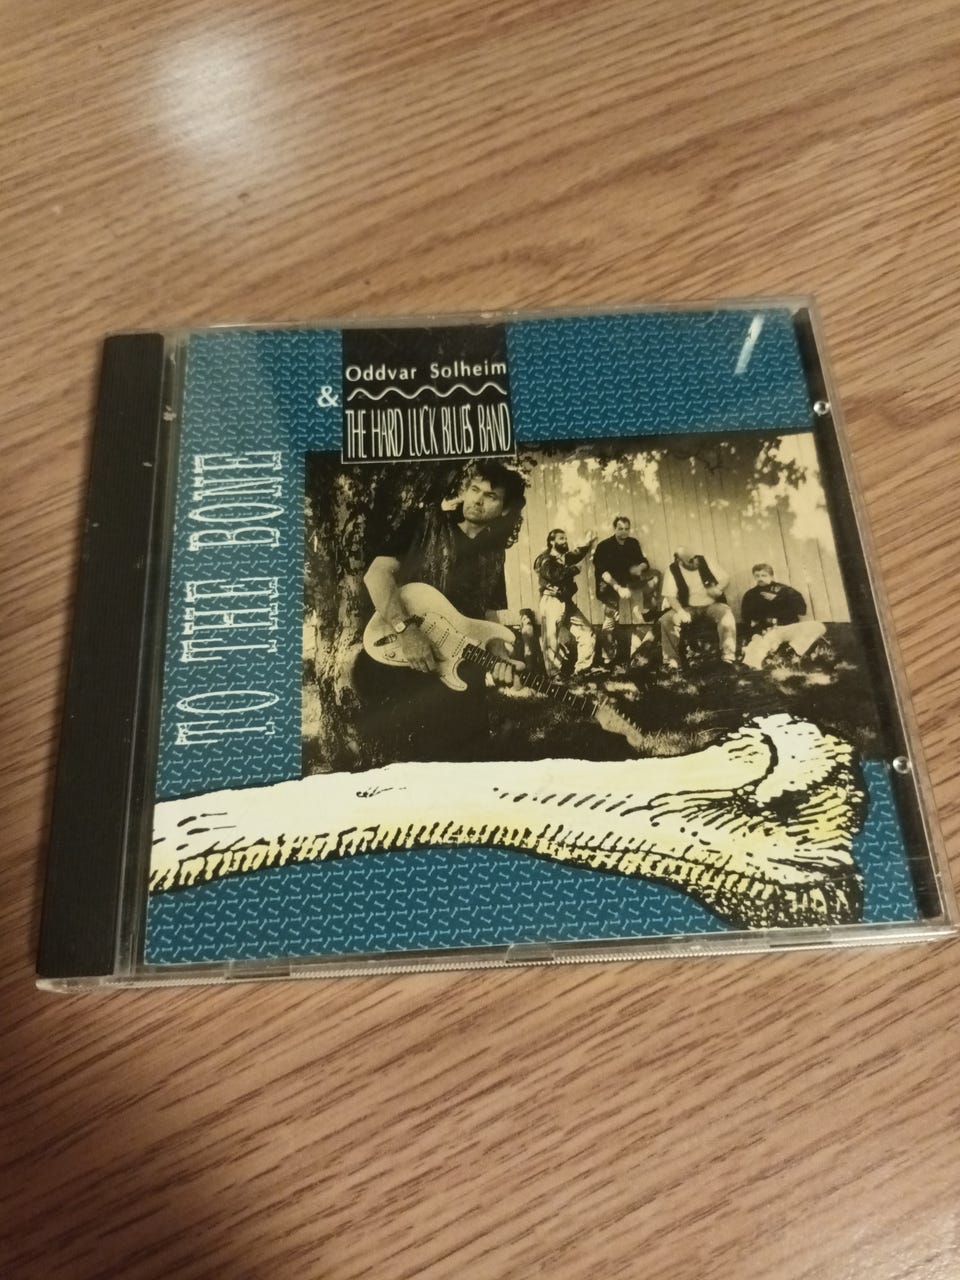 Oddvar Solheim
&
THE HARD LUCK BLUES BAND
TO THE BONE